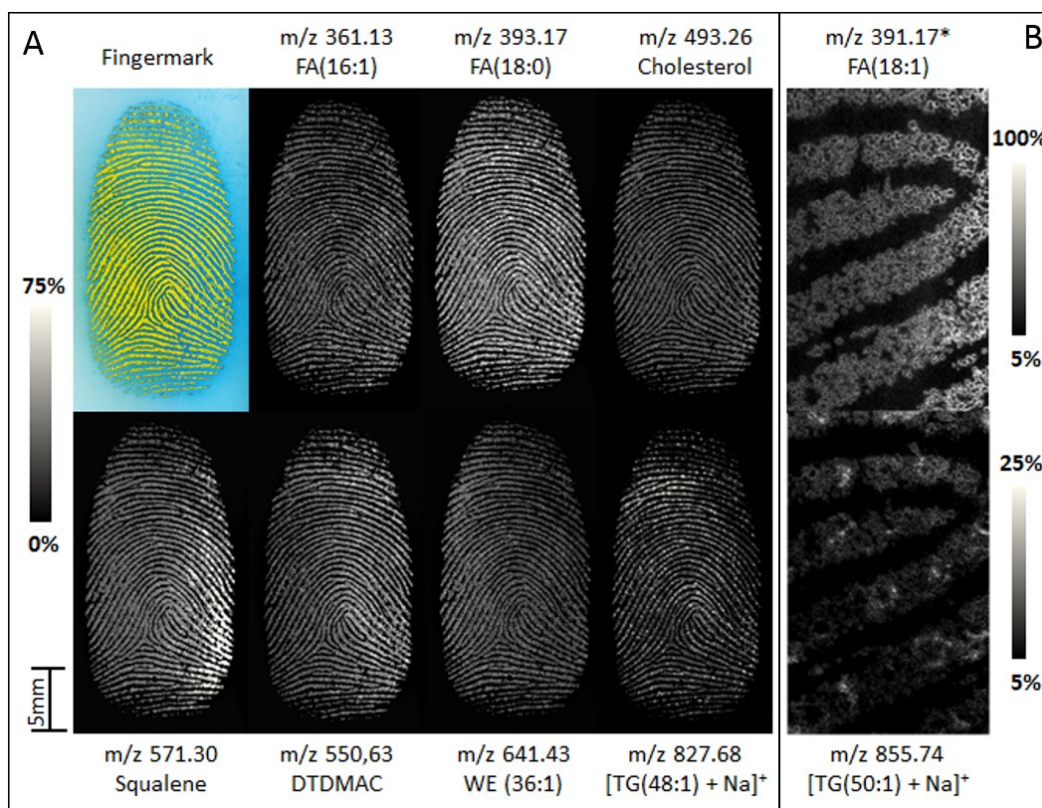 A
Fingermark
m/z 361.13
FA(16:1)
m/z 393.17
FA(18:0)
m/z 493.26
Cholesterol
75%
0%
5mm
m/z 571.30
Squalene
m/z 550,63
DTDMAC
m/z 641.43
WE (36:1)
m/z 827.68
[TG(48:1) + Na]⁺
B
m/z 391.17*
FA(18:1)
100%
5%
25%
5%
m/z 855.74
[TG(50:1) + Na]⁺